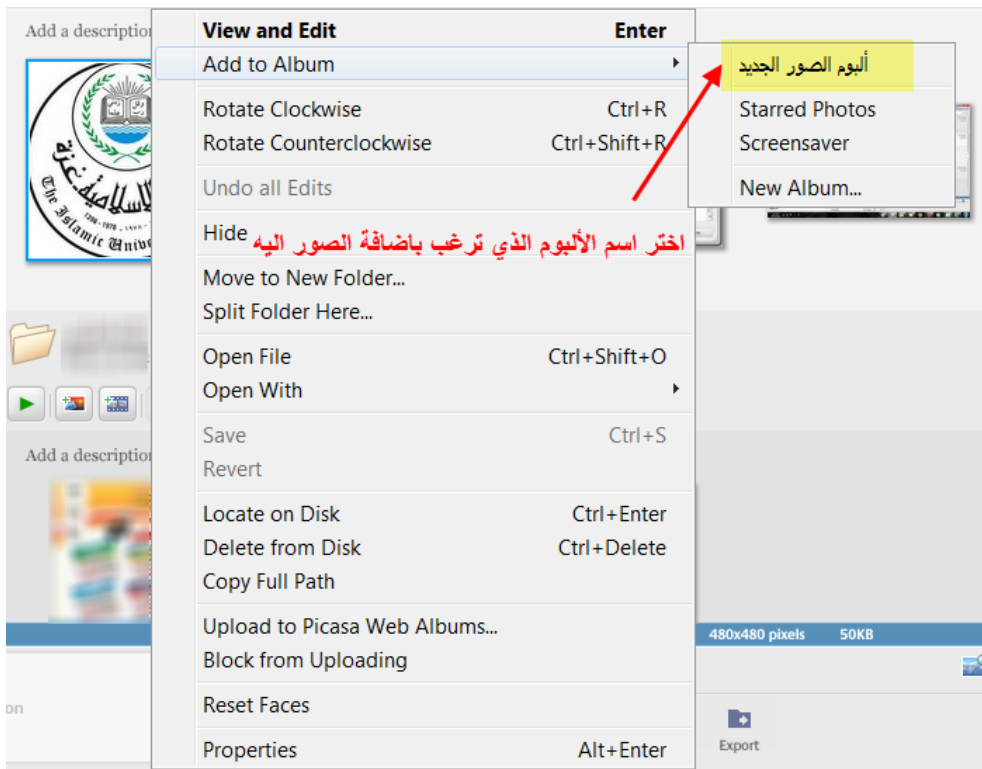 Add a description
View and Edit Enter
Add to Album
ألبوم الصور الجديد
Rotate Clockwise Ctrl+R
Starred Photos
Rotate Counterclockwise Ctrl+Shift+R
Screensaver
Undo all Edits
New Album...
Hide
اختر اسم الألبوم الذي ترغب باضافة الصور اليه
Move to New Folder...
Split Folder Here...
Open File Ctrl+Shift+O
Open With
Save Ctrl+S
Add a description
Revert
Locate on Disk Ctrl+Enter
Delete from Disk Ctrl+Delete
Copy Full Path
Upload to Picasa Web Albums...
480x480 pixels 50KB
Block from Uploading
Reset Faces
on
Properties Alt+Enter
Export
The Islamic